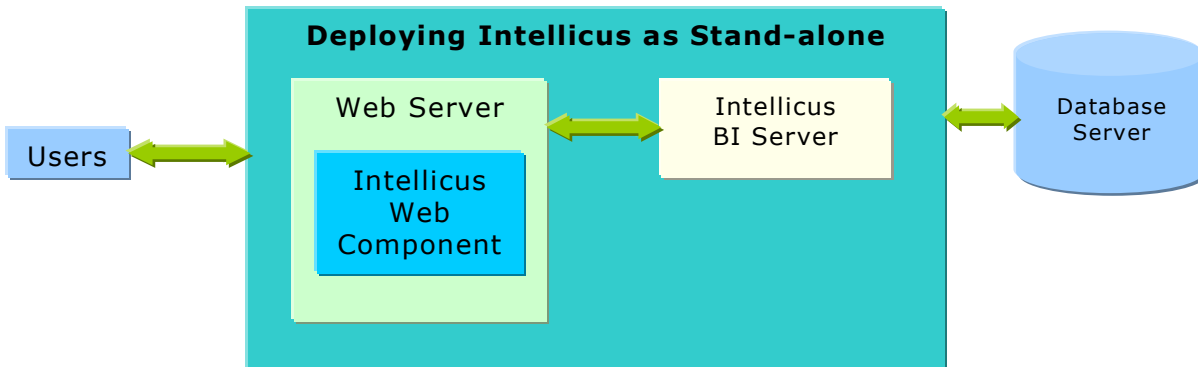 Deploying Intellicus as Stand-alone
Users
Web Server
Intellicus
Web
Component
Intellicus
BI Server
Database
Server